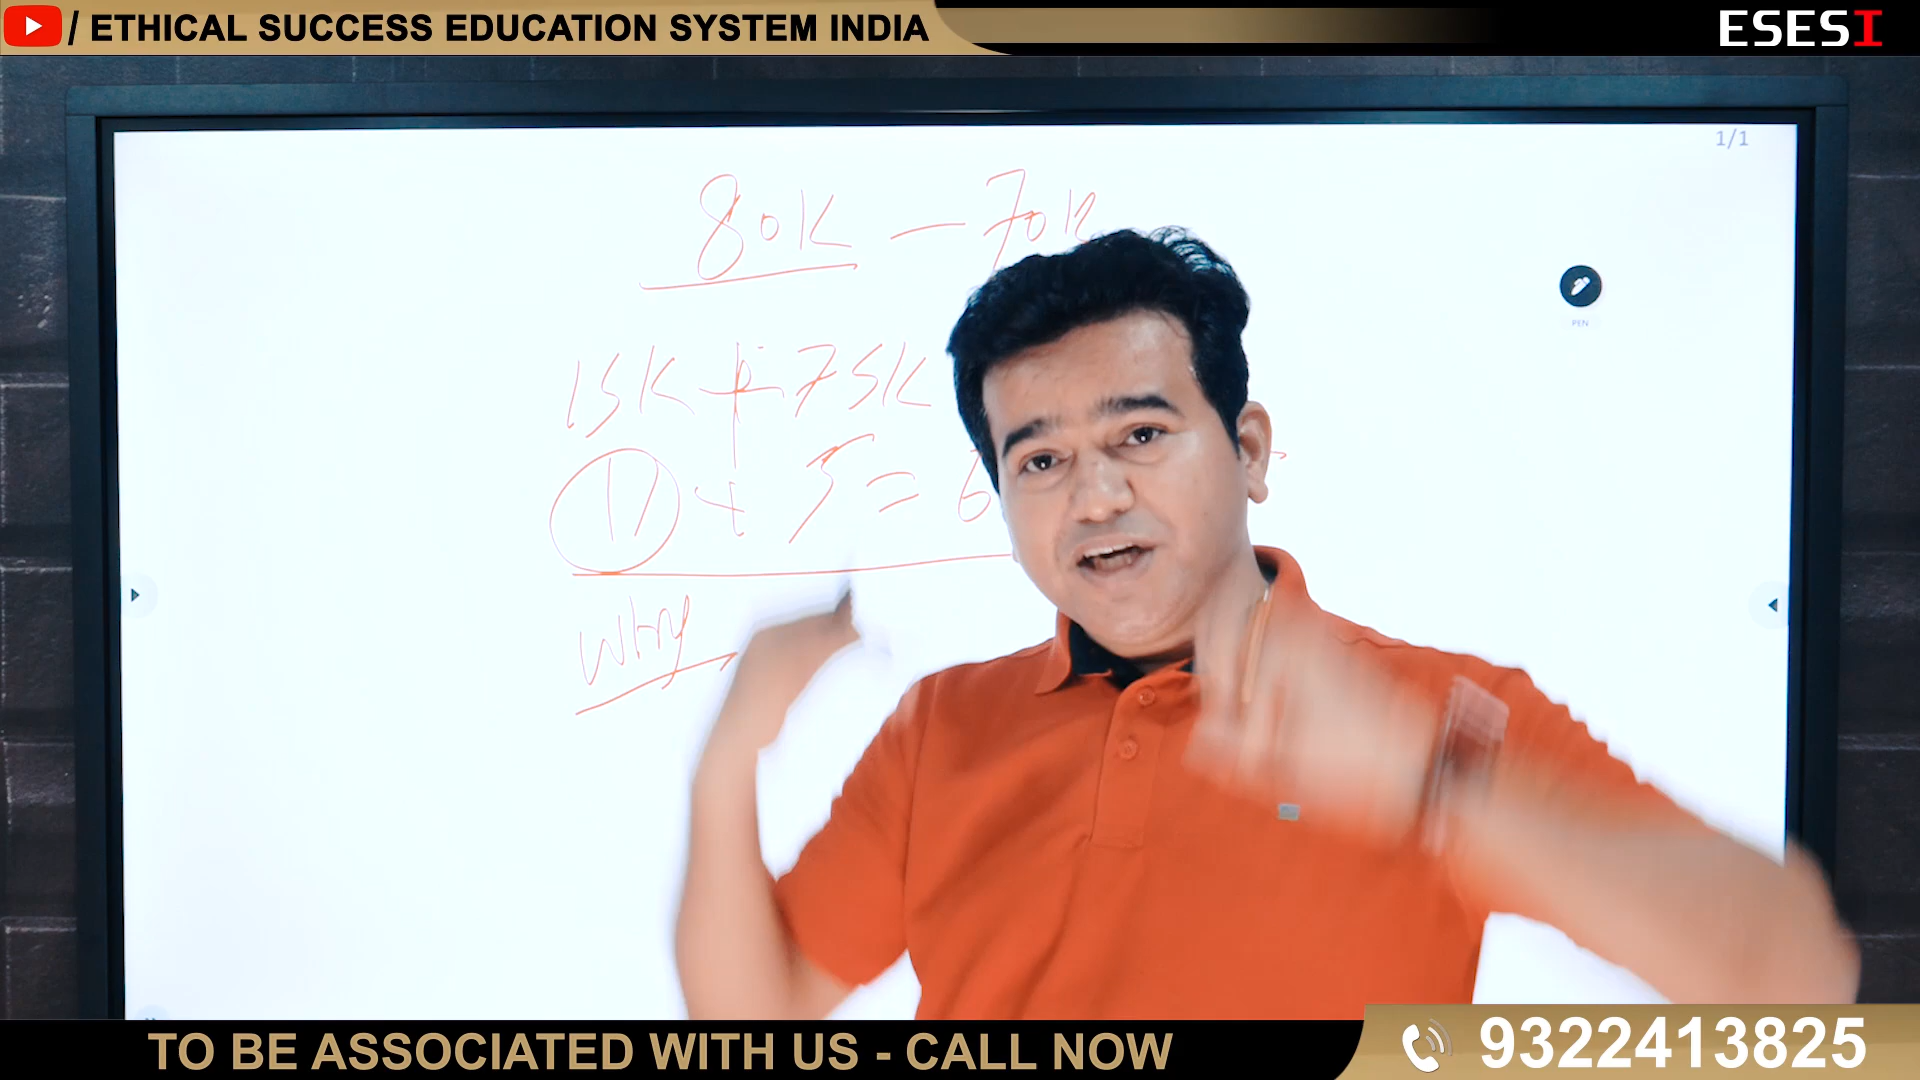 / ETHICAL SUCCESS EDUCATION SYSTEM INDIA
ESESI
1/1
80K — 70K
PEN
15K + 75K
+ 5 = 6
Why
TO BE ASSOCIATED WITH US - CALL NOW
9322413825